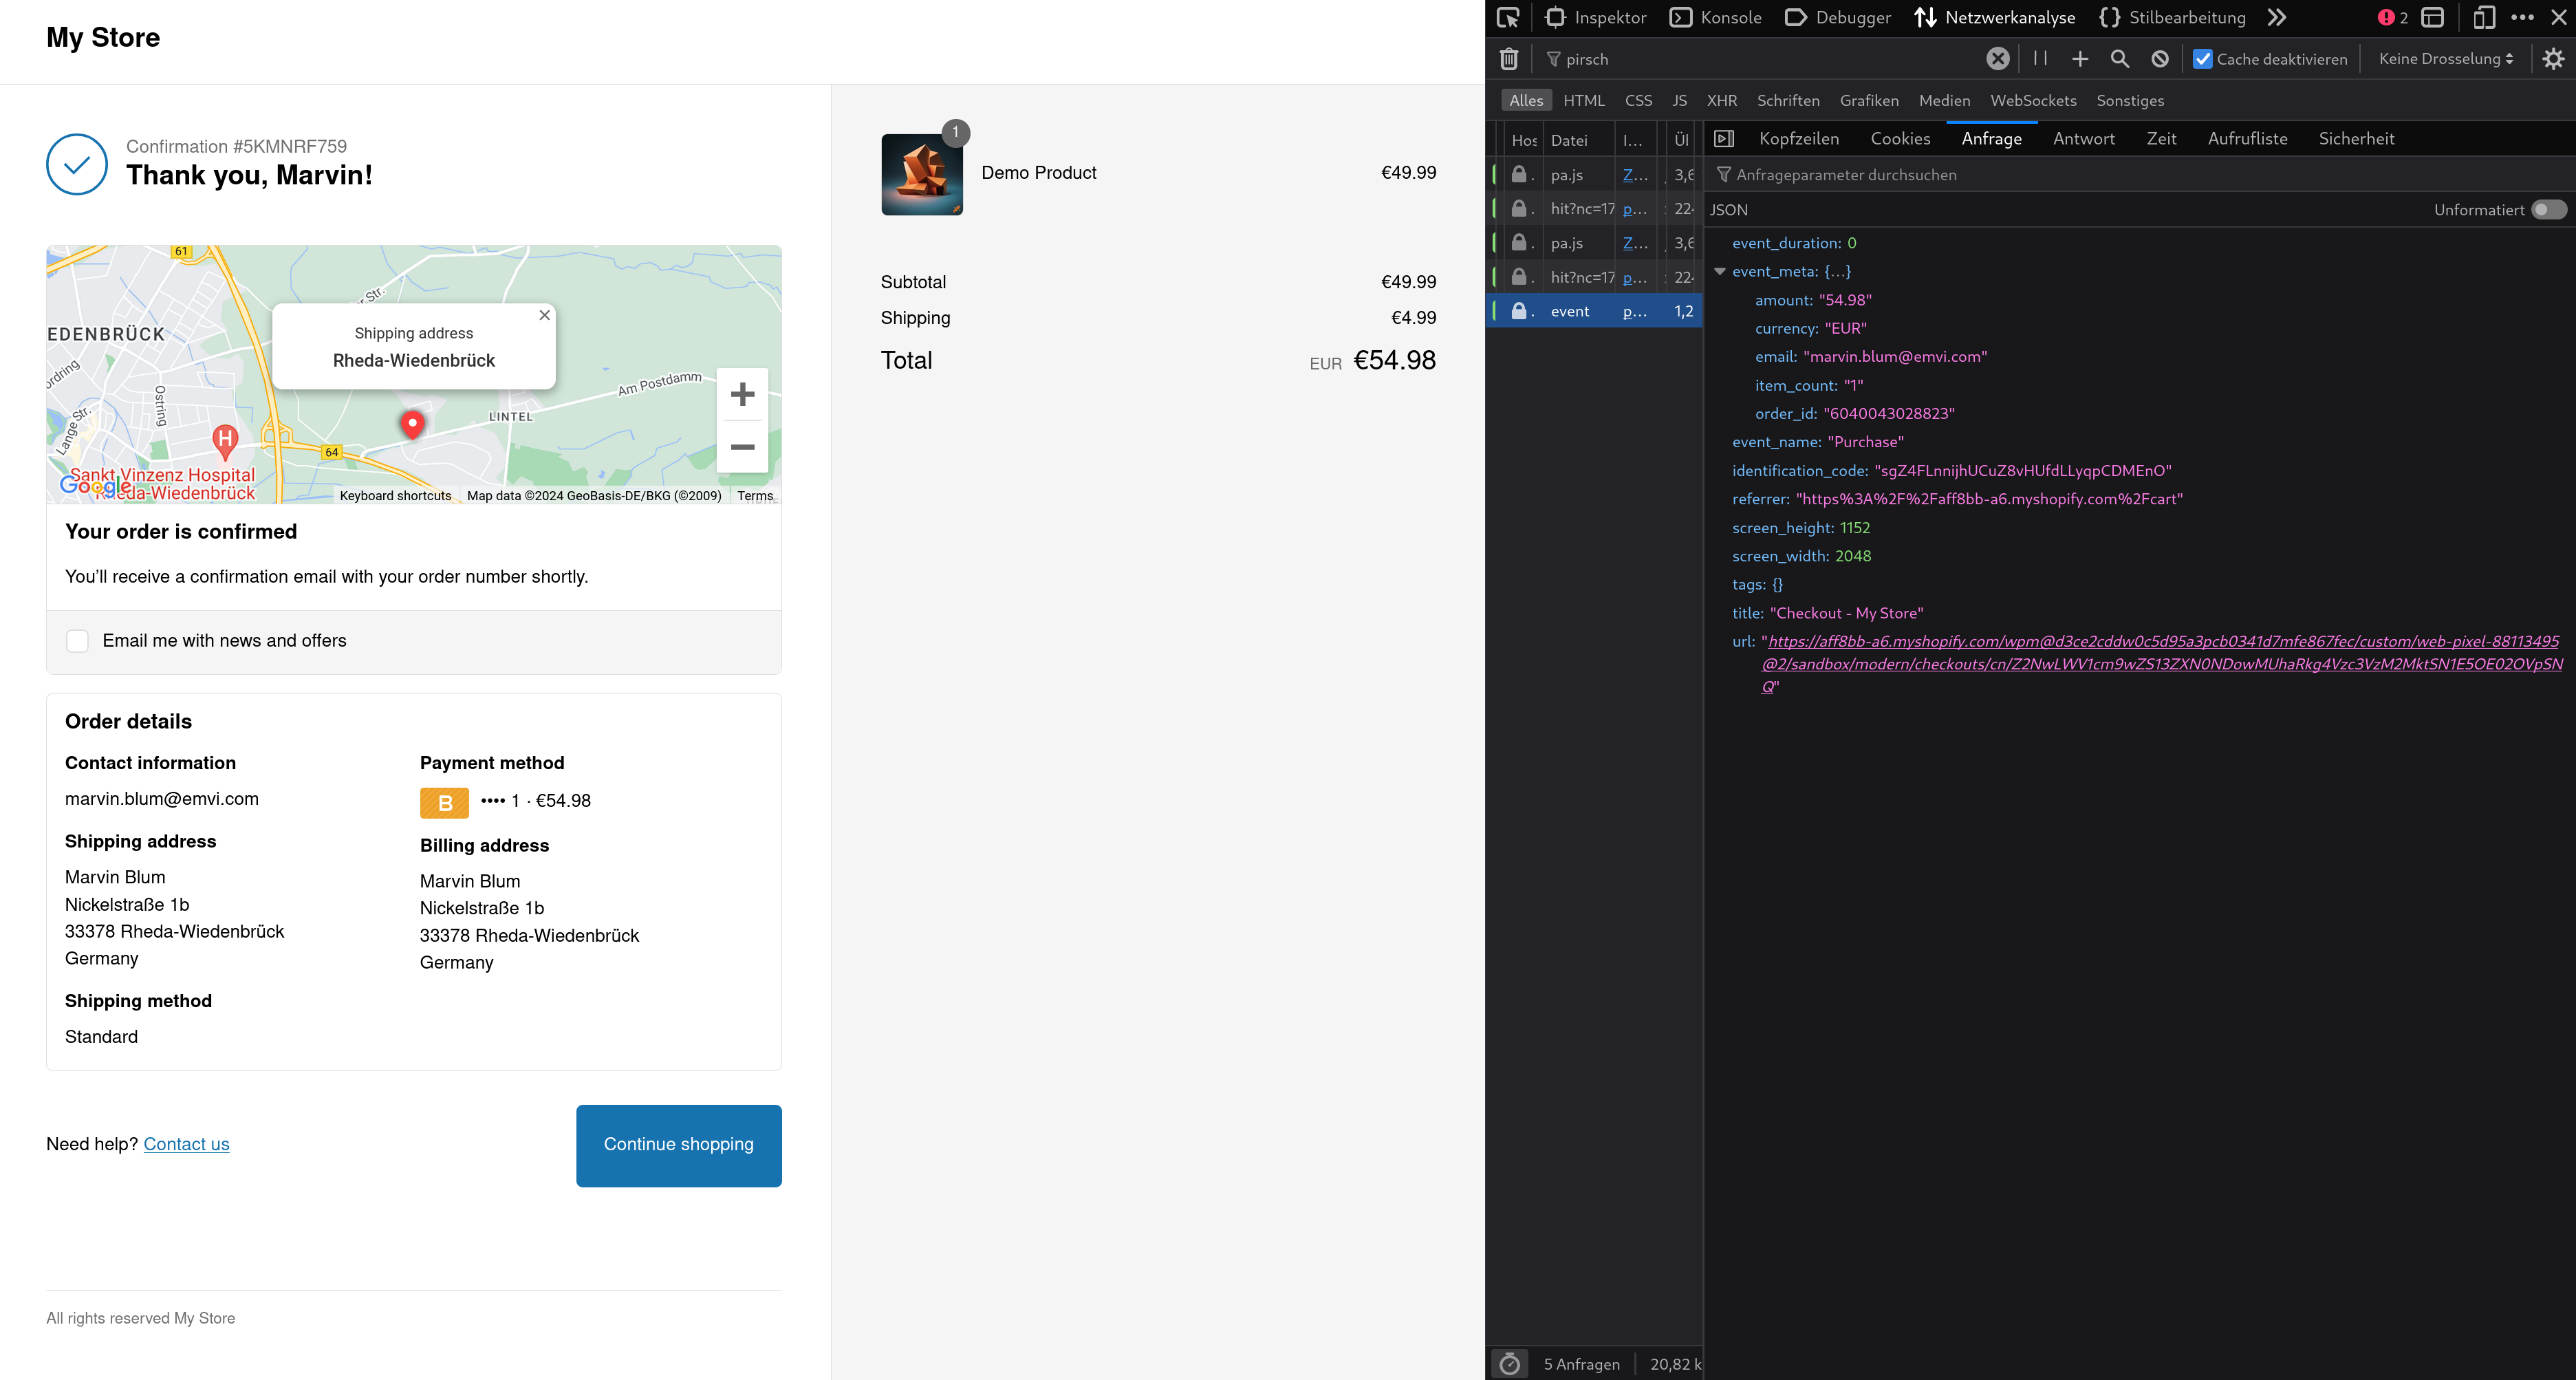 My Store
Confirmation #5KMNRF759
Thank you, Marvin!
61
EDENBRÜCK
er Str.
Shipping address
Rheda-Wiedenbrück
ordring
Ostring
Lange Str.
Am Postdamm
LINTEL
H
64
Sankt Vinzenz Hospital
Rheda-Wiedenbrück
Google
Keyboard shortcuts
Map data ©2024 GeoBasis-DE/BKG (©2009)
Terms
Your order is confirmed
You’ll receive a confirmation email with your order number shortly.
Email me with news and offers
Order details
Contact information
marvin.blum@emvi.com
Shipping address
Marvin Blum
Nickelstraße 1b
33378 Rheda-Wiedenbrück
Germany
Shipping method
Standard
Payment method
B •••• 1 · €54.98
Billing address
Marvin Blum
Nickelstraße 1b
33378 Rheda-Wiedenbrück
Germany
Need help? Contact us
Continue shopping
All rights reserved My Store
1
Demo Product €49.99
Subtotal €49.99
Shipping €4.99
Total EUR €54.98
Inspektor Konsole Debugger Netzwerkanalyse Stilbearbeitung 2
pirsch Cache deaktivieren Keine Drosselung
Alles HTML CSS JS XHR Schriften Grafiken Medien WebSockets Sonstiges
Hos Datei I... Ül
pa.js Z... 3,6
hit?nc=17 p... 22
pa.js Z... 3,6
hit?nc=17 p... 22
event p... 1,2
5 Anfragen 20,82 k
Kopfzeilen Cookies Anfrage Antwort Zeit Aufrufliste Sicherheit
Anfrageparameter durchsuchen
JSON Unformatiert
event_duration: 0
event_meta: {…}
amount: "54.98"
currency: "EUR"
email: "marvin.blum@emvi.com"
item_count: "1"
order_id: "6040043028823"
event_name: "Purchase"
identification_code: "sgZ4FLnnijhUCuZ8vHUfdLLyqpCDMEnO"
referrer: "https%3A%2F%2Faff8bb-a6.myshopify.com%2Fcart"
screen_height: 1152
screen_width: 2048
tags: {}
title: "Checkout - My Store"
url: "https://aff8bb-a6.myshopify.com/wpm@d3ce2cddw0c5d95a3pcb0341d7mfe867fec/custom/web-pixel-88113495
@2/sandbox/modern/checkouts/cn/Z2NwLWV1cm9wZS13ZXN0NDowMUhaRkg4Vzc3VzM2MktSN1E5OE02OVpSN
Q"